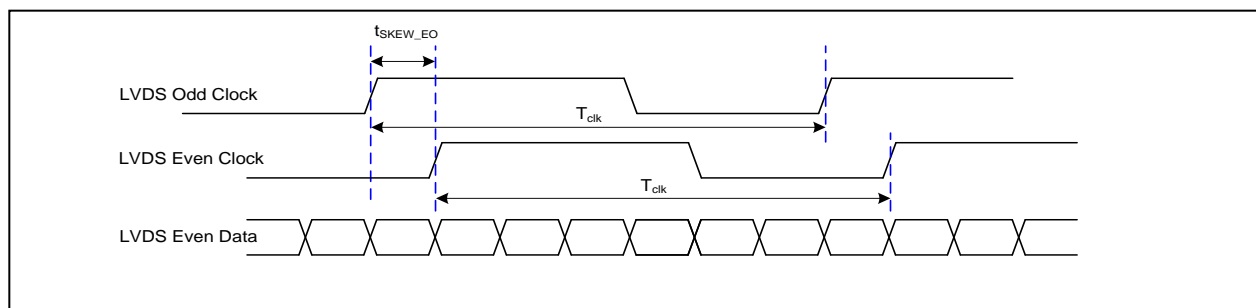 tSKEW_EO
LVDS Odd Clock
Tclk
LVDS Even Clock
Tclk
LVDS Even Data